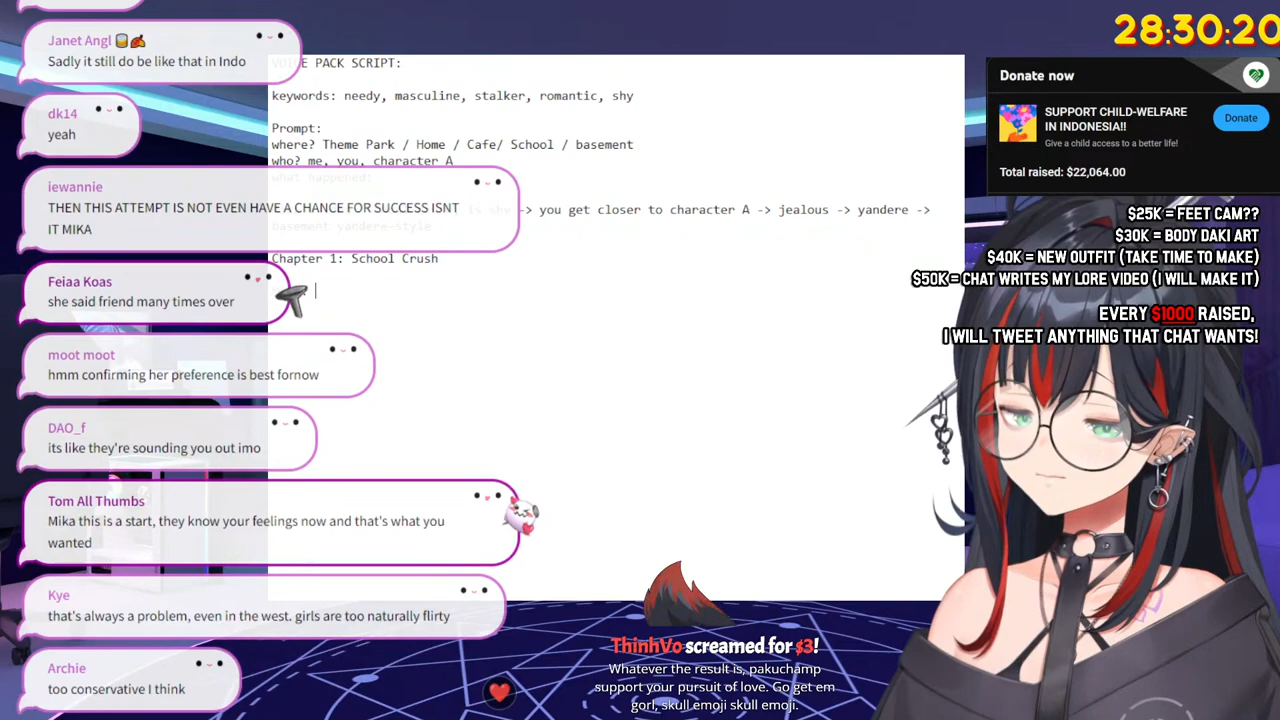 Janet Angl
Sadly it still do be like that in Indo
dk14
yeah
iewannie
THEN THIS ATTEMPT IS NOT EVEN HAVE A CHANCE FOR SUCCESS ISNT
IT MIKA
Feiaa Koas
she said friend many times over
moot moot
hmm confirming her preference is best fornow
DAO_f
its like they're sounding you out imo
Tom All Thumbs
Mika this is a start, they know your feelings now and that's what you
wanted
Kye
that's always a problem, even in the west. girls are too naturally flirty
Archie
too conservative I think
PACK SCRIPT:
keywords: needy, masculine, stalker, romantic, shy
Prompt:
where? Theme Park / Home / Cafe/ School / basement
who? me, you, character A
what happened:
is shy -> you get closer to character A -> jealous -> yandere ->
basement yandere-style
Chapter 1: School Crush
28:30:20
Donate now
SUPPORT CHILD-WELFARE
IN INDONESIA!!
Give a child access to a better life!
Donate
Total raised: $22,064.00
$25K = FEET CAM??
$30K = BODY DAKI ART
$40K = NEW OUTFIT (TAKE TIME TO MAKE)
$50K = CHAT WRITES MY LORE VIDEO (I WILL MAKE IT)
EVERY $1000 RAISED,
I WILL TWEET ANYTHING THAT CHAT WANTS!
ThinhVo screamed for $3!
Whatever the result is, pakuchamp
support your pursuit of love. Go get em
gorl, skull emoji skull emoji.